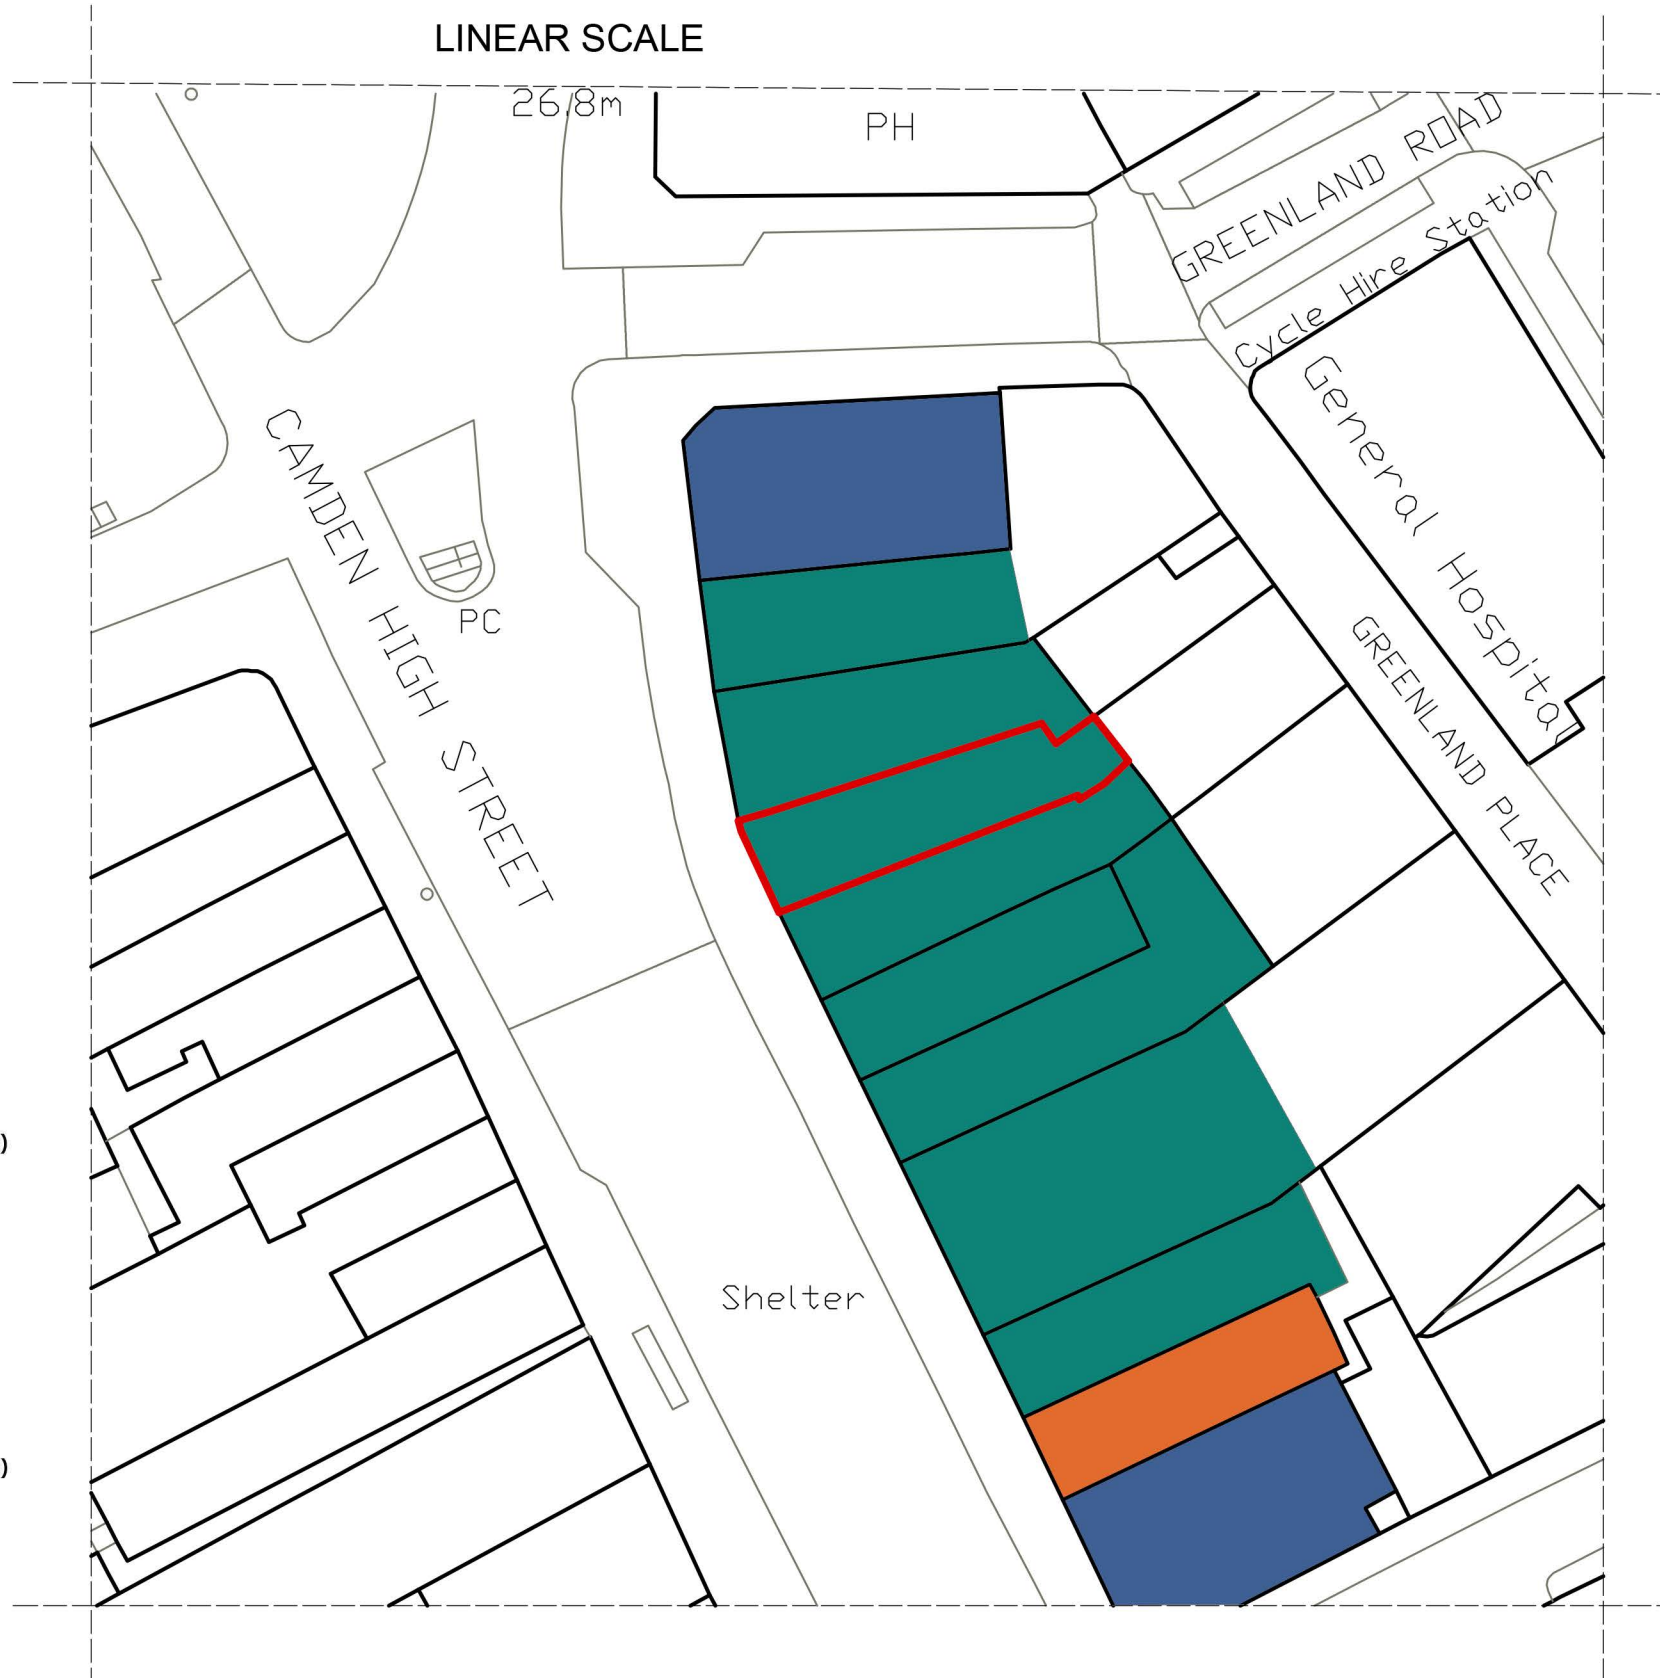 LINEAR SCALE
26.8m
PH
GREENLAND ROAD
Cycle Hire Station
General Hospital
CAMDEN HIGH STREET
PC
GREENLAND PLACE
)
Shelter
)